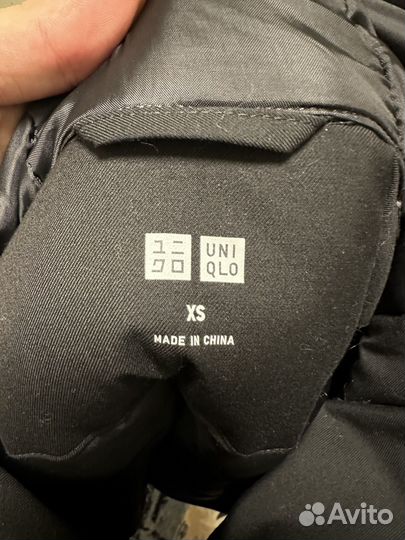 ユニ UNI
クロ QLO
XS
MADE IN CHINA
Avito